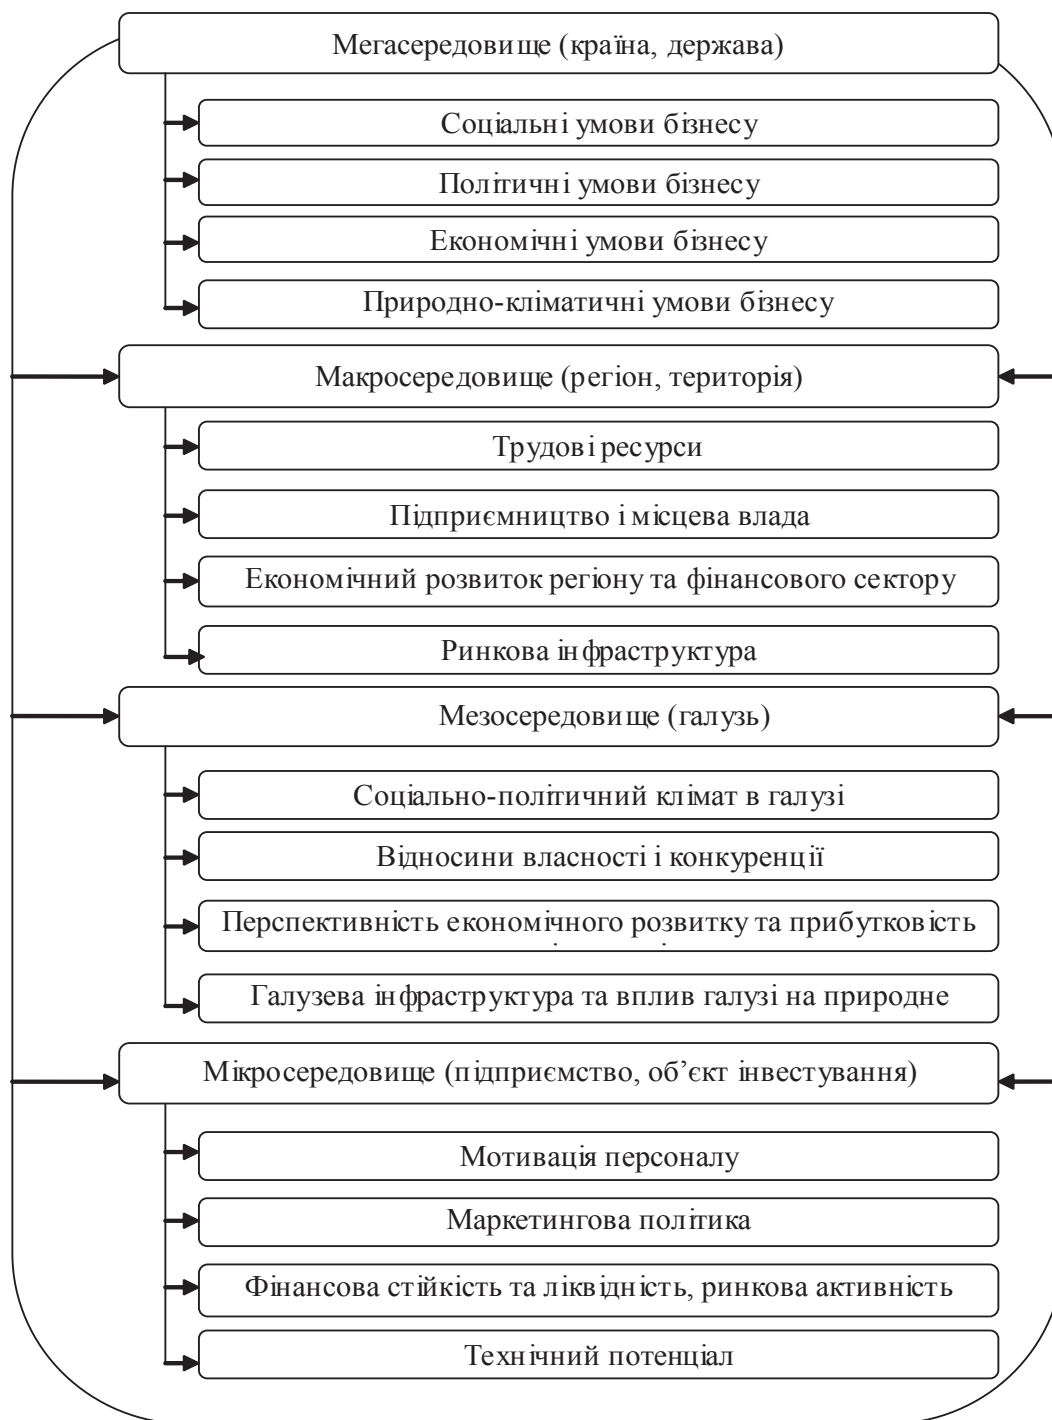 Мегасередовище (країна, держава)
Соціальні умови бізнесу
Політичні умови бізнесу
Економічні умови бізнесу
Природно-кліматичні умови бізнесу
Макросередовище (регіон, територія)
Трудові ресурси
Підприємництво і місцева влада
Економічний розвиток регіону та фінансового сектору
Ринкова інфраструктура
Мезосередовище (галузь)
Соціально-політичний клімат в галузі
Відносини власності і конкуренції
Перспективність економічного розвитку та прибутковість
Галузева інфраструктура та вплив галузі на природне
Мікросередовище (підприємство, об’єкт інвестування)
Мотивація персоналу
Маркетингова політика
Фінансова стійкість та ліквідність, ринкова активність
Технічний потенціал